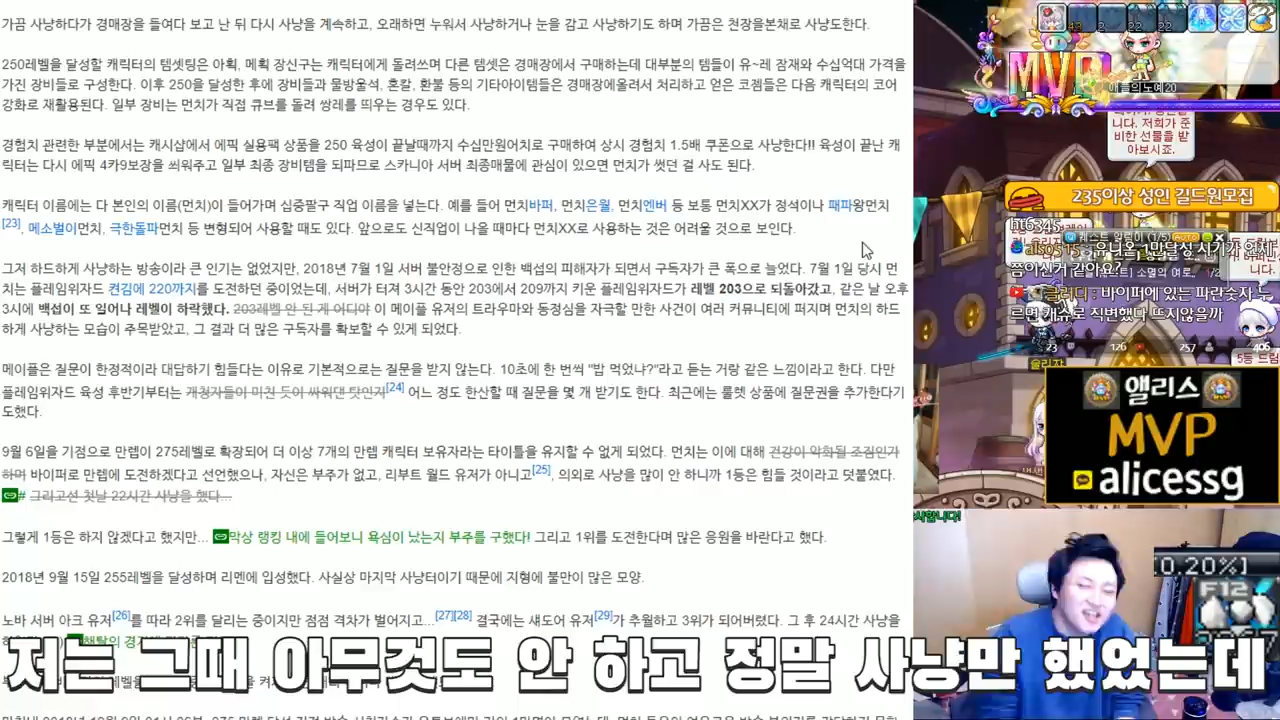 가끔 사냥하다가 경매장을 들여다 보고 난 뒤 다시 사냥을 계속하고, 오래하면 누워서 사냥하거나 눈을 감고 사냥하기도 하며 가끔은 천장을본채로 사냥도한다.
250레벨을 달성할 캐릭터의 템셋팅은 아획, 메획 장신구는 캐릭터에게 돌려쓰며 다른 템셋은 경매장에서 구매하는데 대부분의 템들이 유~레 잠재와 수십억대 가격을
가진 장비들로 구성한다. 이후 250을 달성한 후에 장비들과 물방울석, 혼칼, 환불 들의 기타아이템들은 경매장에올려서 처리하고 얻은 코젬들은 다음 캐릭터의 코어
강화로 재활용된다. 일부 장비는 먼치가 직접 큐브를 돌려 쌍레를 띄우는 경우도 있다.
경험치 관련한 부분에서는 캐시샵에서 에픽 실용팩 상품을 250 육성이 끝날때까지 수십만원어치로 구매하여 상시 경험치 1.5배 쿠폰으로 사냥한다!! 육성이 끝난 캐
릭터는 다시 에픽 4카9보장을 씌워주고 일부 최종 장비템을 되파므로 스카니아 서버 최종매물에 관심이 있으면 먼치가 썻던 걸 사도 된다.
캐릭터 이름에는 다 본인의 이름(먼치)이 들어가며 십중팔구 직업 이름을 넣는다. 예를 들어 먼치바퍼, 먼치은월, 먼치엔버 등 보통 먼치XX가 정석이나 패파왕먼치
[23], 메소벌이먼치, 극한돌파먼치 등 변형되어 사용할 때도 있다. 앞으로도 신직업이 나올 때마다 먼치XX로 사용하는 것은 어려울 것으로 보인다.
그저 하드하게 사냥하는 방송이라 큰 인기는 없었지만, 2018년 7월 1일 서버 불안정으로 인한 백섭의 피해자가 되면서 구독자가 큰 폭으로 늘었다. 7월 1일 당시 먼
치는 플레임위자드 켠김에 220까지를 도전하던 중이었는데, 서버가 터져 3시간 동안 203에서 209까지 키운 플레임위자드가 레벨 203으로 되돌아갔고, 같은 날 오후
3시에 백섭이 또 일어나 레벨이 하락했다. 203레벨 안 된 게 어디야 이 메이플 유저의 트라우마와 동정심을 자극할 만한 사건이 여러 커뮤니티에 퍼지며 먼치의 하드
하게 사냥하는 모습이 주목받았고, 그 결과 더 많은 구독자를 확보할 수 있게 되었다.
메이플은 질문이 한정적이라 대답하기 힘들다는 이유로 기본적으로는 질문을 받지 않는다. 10초에 한 번씩 "밥 먹었나?"라고 듣는 거랑 같은 느낌이라고 한다. 다만
플레임위자드 육성 후반기부터는 개청자들이 미친 듯이 싸워댄 탓인지[24] 어느 정도 한산할 때 질문을 몇 개 받기도 한다. 최근에는 룰렛 상품에 질문권을 추가한다기
도했다.
9월 6일을 기점으로 만렙이 275레벨로 확장되어 더 이상 7개의 만렙 캐릭터 보유자라는 타이틀을 유지할 수 없게 되었다. 먼치는 이에 대해 건강이 악화될 조짐인가
하며 바이퍼로 만렙에 도전하겠다고 선언했으나, 자신은 부주가 없고, 리부트 월드 유저가 아니고[25], 의외로 사냥을 많이 안 하니까 1등은 힘들 것이라고 덧붙였다.
# 그리고선 첫날 22시간 사냥을 했다...
그렇게 1등은 하지 않겠다고 했지만... 막상 랭킹 내에 들어보니 욕심이 났는지 부주를 구했다! 그리고 1위를 도전한다며 많은 응원을 바란다고 했다.
2018년 9월 15일 255레벨을 달성하며 리멘에 입성했다. 사실상 마지막 사냥터이기 때문에 지형에 불만이 많은 모양.
노바 서버 아크 유저[26]를 따라 2위를 달리는 중이지만 점점 격차가 벌어지고...[27][28] 결국에는 섀도어 유저[29]가 추월하고 3위가 되어버렸다. 그 후 24시간 사냥을
저는 그때 아무것도 안 하고 정말 사냥만 했었는데
MVP
애들의노예20
니다. 저희가 준
비한 선물을 받
아보시죠.
235이상 성인 길드원모집
ht6345
글러디 : 바이퍼에 있는 파란숫자 누
르면 캐슈로 직변했다 뜨지않을까
23 126 257 406
앨리스
MVP
alicessg
[0.20%]
F12